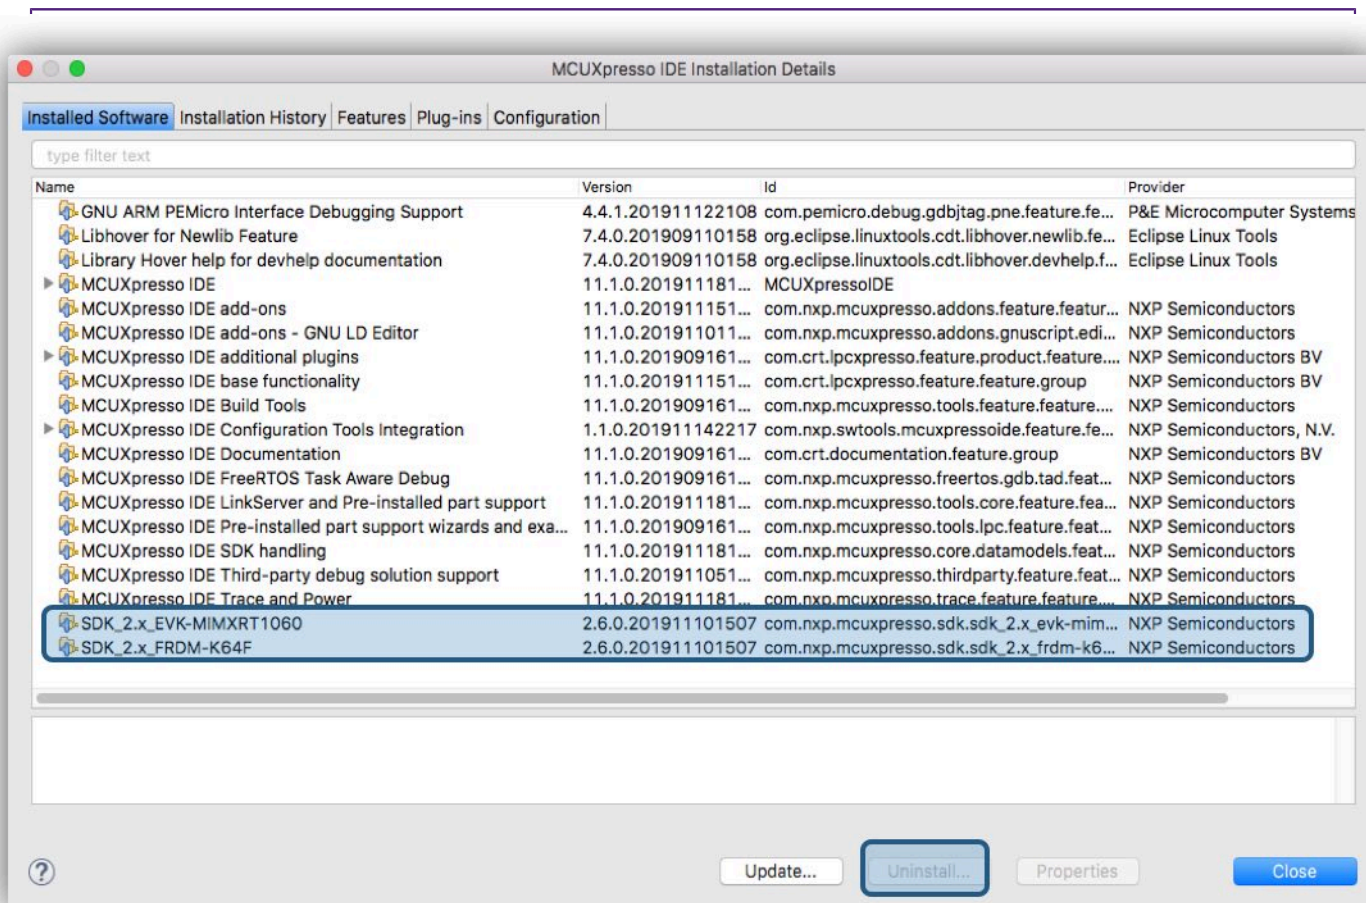 MCUXpresso IDE Installation Details
Installed Software Installation History Features Plug-ins Configuration
type filter text
Name Version Id Provider
GNU ARM PEMicro Interface Debugging Support 4.4.1.201911122108 com.pemicro.debug.gdbjtag.pne.feature.fe... P&E Microcomputer Systems
Libhover for Newlib Feature 7.4.0.201909110158 org.eclipse.linuxtools.cdt.libhover.newlib.fe... Eclipse Linux Tools
Library Hover help for devhelp documentation 7.4.0.201909110158 org.eclipse.linuxtools.cdt.libhover.devhelp.f... Eclipse Linux Tools
MCUXpresso IDE 11.1.0.201911181... MCUXpressoIDE
MCUXpresso IDE add-ons 11.1.0.201911151... com.nxp.mcuxpresso.addons.feature.featur... NXP Semiconductors
MCUXpresso IDE add-ons - GNU LD Editor 11.1.0.201911011... com.nxp.mcuxpresso.addons.gnuscript.edi... NXP Semiconductors
MCUXpresso IDE additional plugins 11.1.0.201909161... com.crt.lpcxpresso.feature.product.feature.... NXP Semiconductors BV
MCUXpresso IDE base functionality 11.1.0.201911151... com.crt.lpcxpresso.feature.feature.group NXP Semiconductors BV
MCUXpresso IDE Build Tools 11.1.0.201909161... com.nxp.mcuxpresso.tools.feature.feature.... NXP Semiconductors
MCUXpresso IDE Configuration Tools Integration 1.1.0.201911142217 com.nxp.swtools.mcuxpressoide.feature.fe... NXP Semiconductors, N.V.
MCUXpresso IDE Documentation 11.1.0.201909161... com.crt.documentation.feature.group NXP Semiconductors BV
MCUXpresso IDE FreeRTOS Task Aware Debug 11.1.0.201909161... com.nxp.mcuxpresso.freertos.gdb.tad.feat... NXP Semiconductors
MCUXpresso IDE LinkServer and Pre-installed part support 11.1.0.201911181... com.nxp.mcuxpresso.tools.core.feature.fea... NXP Semiconductors
MCUXpresso IDE Pre-installed part support wizards and exa... 11.1.0.201909161... com.nxp.mcuxpresso.tools.lpc.feature.feat... NXP Semiconductors
MCUXpresso IDE SDK handling 11.1.0.201911181... com.nxp.mcuxpresso.core.datamodels.feat... NXP Semiconductors
MCUXpresso IDE Third-party debug solution support 11.1.0.201911051... com.nxp.mcuxpresso.thirdparty.feature.feat... NXP Semiconductors
MCUXpresso IDE Trace and Power 11.1.0.201911181... com.nxp.mcuxpresso.trace.feature.feature.... NXP Semiconductors
SDK_2.x_EVK-MIMXRT1060 2.6.0.201911101507 com.nxp.mcuxpresso.sdk.sdk_2.x_evk-mim... NXP Semiconductors
SDK_2.x_FRDM-K64F 2.6.0.201911101507 com.nxp.mcuxpresso.sdk.sdk_2.x_frdm-k6... NXP Semiconductors
? Update... Uninstall... Properties Close